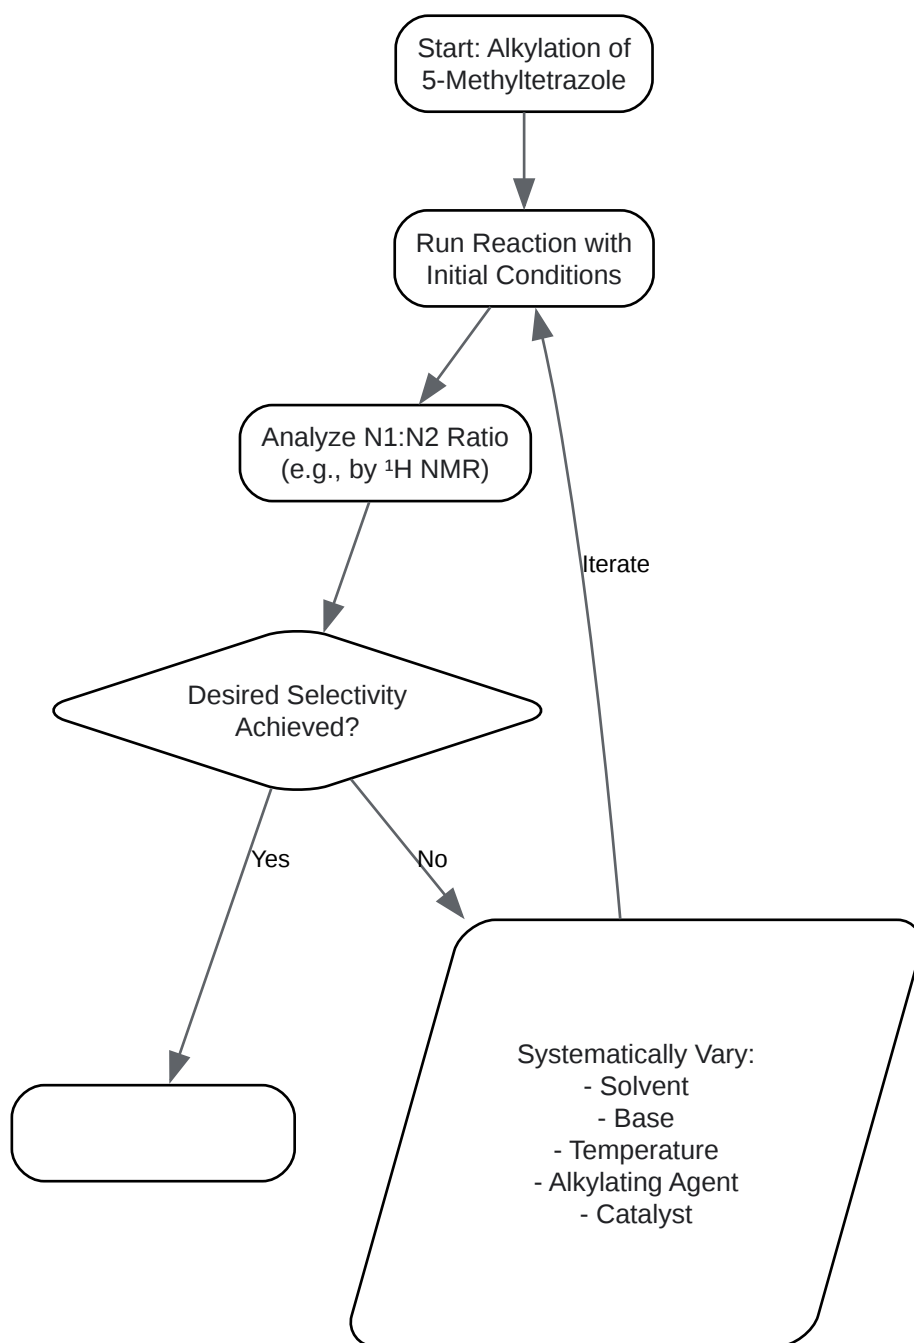 Start: Alkylation of
5-Methyltetrazole
Run Reaction with
Initial Conditions
Analyze N1:N2 Ratio
(e.g., by ¹H NMR)
Iterate
Desired Selectivity
Achieved?
Yes
No
Systematically Vary:
- Solvent
- Base
- Temperature
- Alkylating Agent
- Catalyst